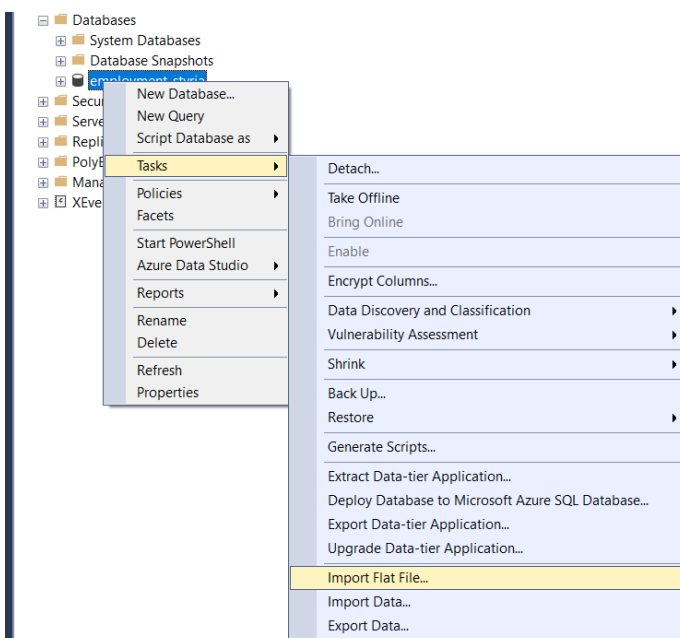 Databases
System Databases
Database Snapshots
employment_styria
Secu
Serve
Repli
PolyB
Mana
XEve
New Database...
New Query
Script Database as
Tasks
Policies
Facets
Start PowerShell
Azure Data Studio
Reports
Rename
Delete
Refresh
Properties
Detach...
Take Offline
Bring Online
Enable
Encrypt Columns...
Data Discovery and Classification
Vulnerability Assessment
Shrink
Back Up...
Restore
Generate Scripts...
Extract Data-tier Application...
Deploy Database to Microsoft Azure SQL Database...
Export Data-tier Application...
Upgrade Data-tier Application...
Import Flat File...
Import Data...
Export Data...